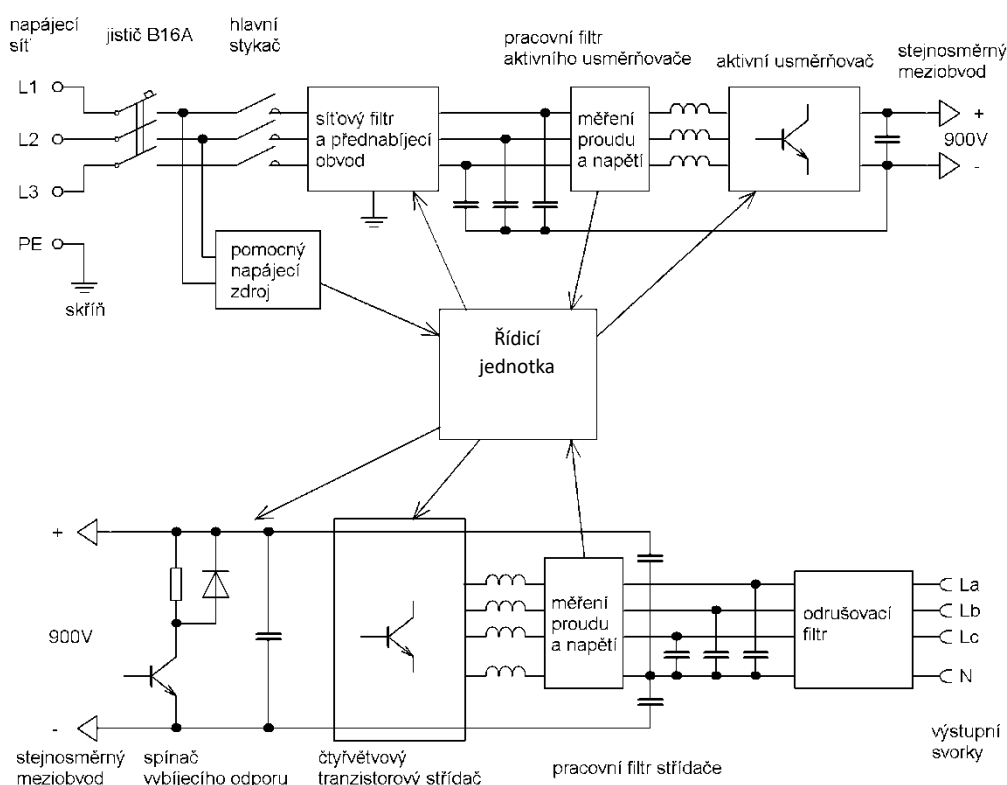 napájecí
síť
jistič B16A
hlavní
stykač
pracovní filtr
aktivního usměrňovače
aktivní usměrňovač
stejnosměrný
meziobvod
L1
L2
L3
PE
skříň
síťový filtr
a přednabíjecí
obvod
měření
proudu
a napětí
+
900V
-
pomocný
napájecí
zdroj
Řídicí
jednotka
+
900V
-
měření
proudu
a napětí
odrušovací
filtr
La
Lb
Lc
N
stejnosměrný
meziobvod
spínač
vybíjecího odporu
čtyřvětvový
tranzistorový střídač
pracovní filtr střídače
výstupní
svorky